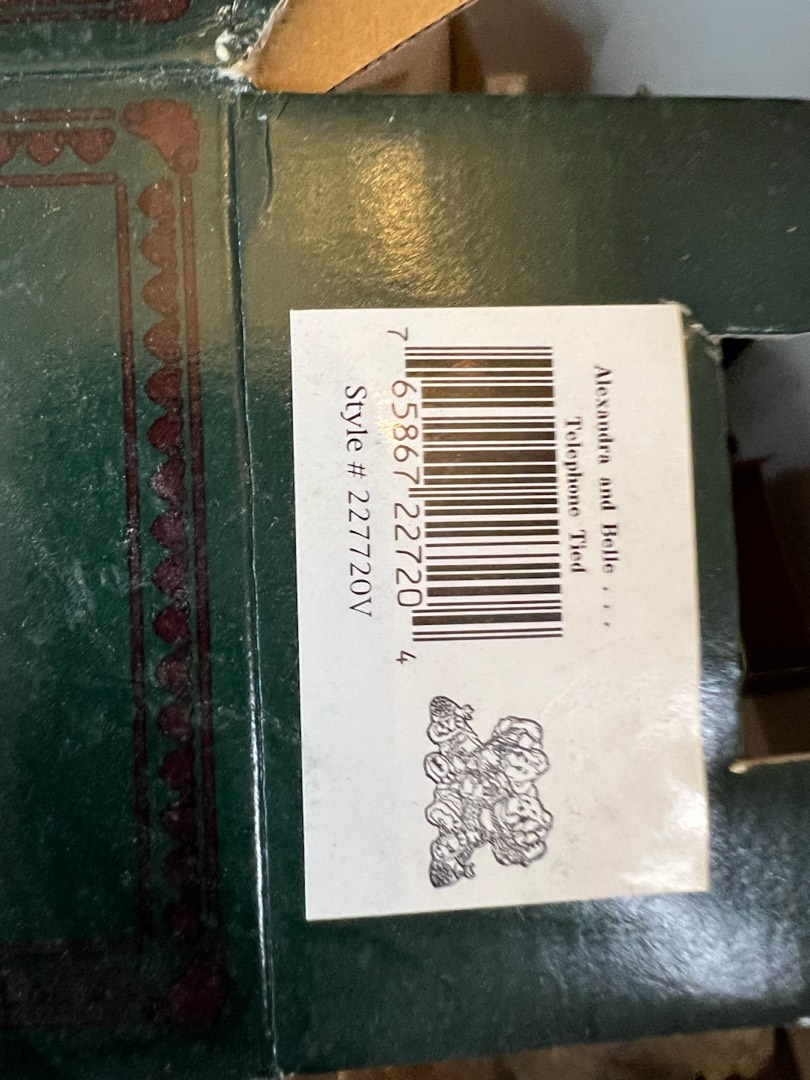 Alexandra and Belle . . .
Telephone Tied
7 65867 22720 4
Style # 227720V